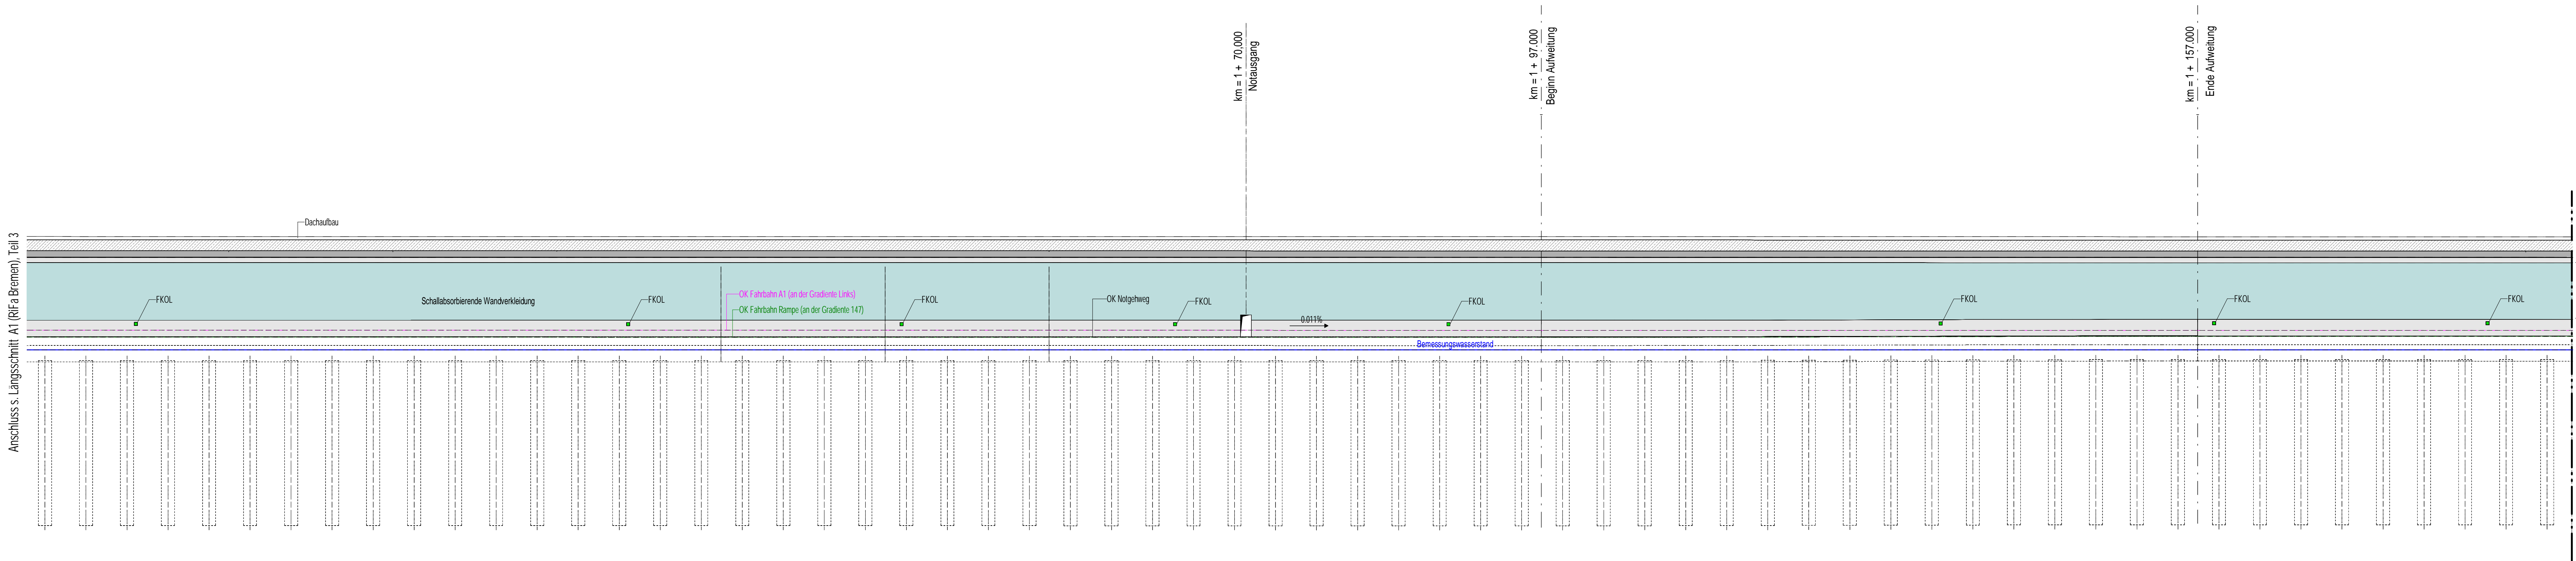 km = 1 + 70,000
Notausgang
km = 1 + 97.000
Beginn Aufweitung
km = 1 + 157.000
Ende Aufweitung
Dachaufbau
Anschluss s. Längsschnitt A1 (RiFa Bremen), Teil 3
FKOL
Schallabsorbierende Wandverkleidung
FKOL
OK Fahrbahn A1 (an der Gradiente Links)
OK Fahrbahn Rampe (an der Gradiente 147)
FKOL
OK Notgehweg
FKOL
0.011%
FKOL
FKOL
FKOL
FKOL
Bemessungswasserstand